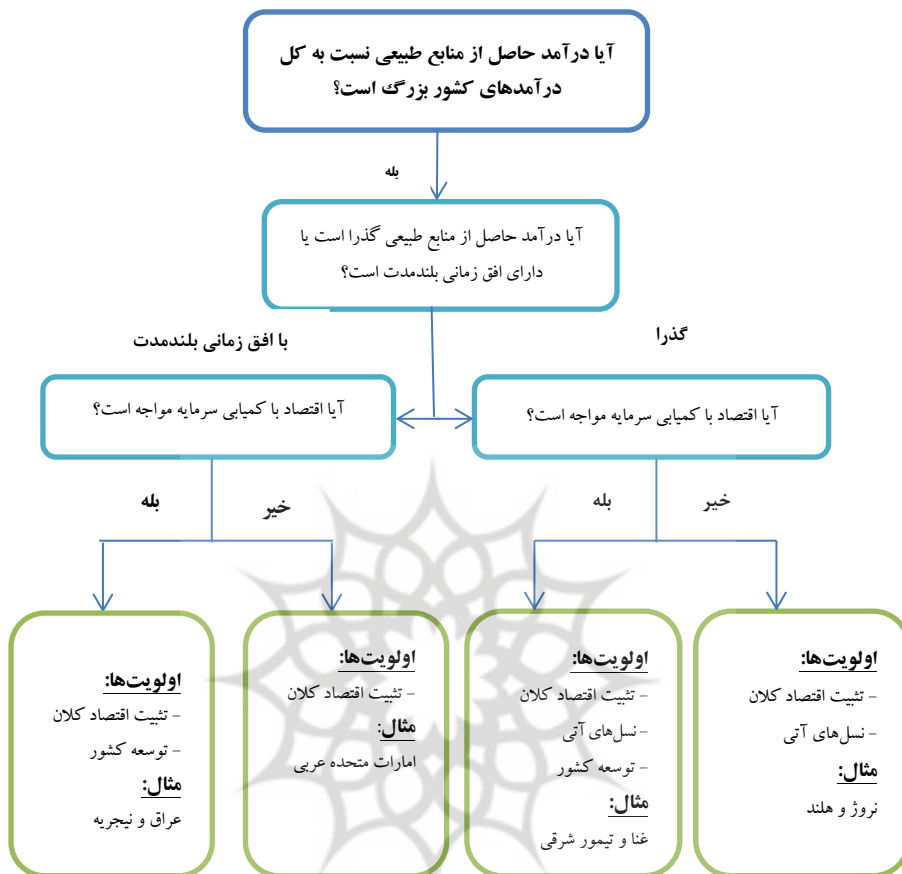 آیا درآمد حاصل از منابع طبیعی نسبت به کل
درآمدهای کشور بزرگ است؟
بله
آیا درآمد حاصل از منابع طبیعی گذرا است یا
دارای افق زمانی بلندمدت است؟
گذرا
با افق زمانی بلندمدت
آیا اقتصاد با کمیابی سرمایه مواجه است؟
آیا اقتصاد با کمیابی سرمایه مواجه است؟
خیر
بله
خیر
بله
اولویت‌ها:
- تثبیت اقتصاد کلان
- نسل‌های آتی
مثال:
نروژ و هلند
اولویت‌ها:
- تثبیت اقتصاد کلان
- نسل‌های آتی
- توسعه کشور
مثال:
غنا و تیمور شرقی
اولویت‌ها:
- تثبیت اقتصاد کلان
مثال:
امارات متحده عربی
اولویت‌ها:
- تثبیت اقتصاد کلان
- توسعه کشور
مثال:
عراق و نیجریه